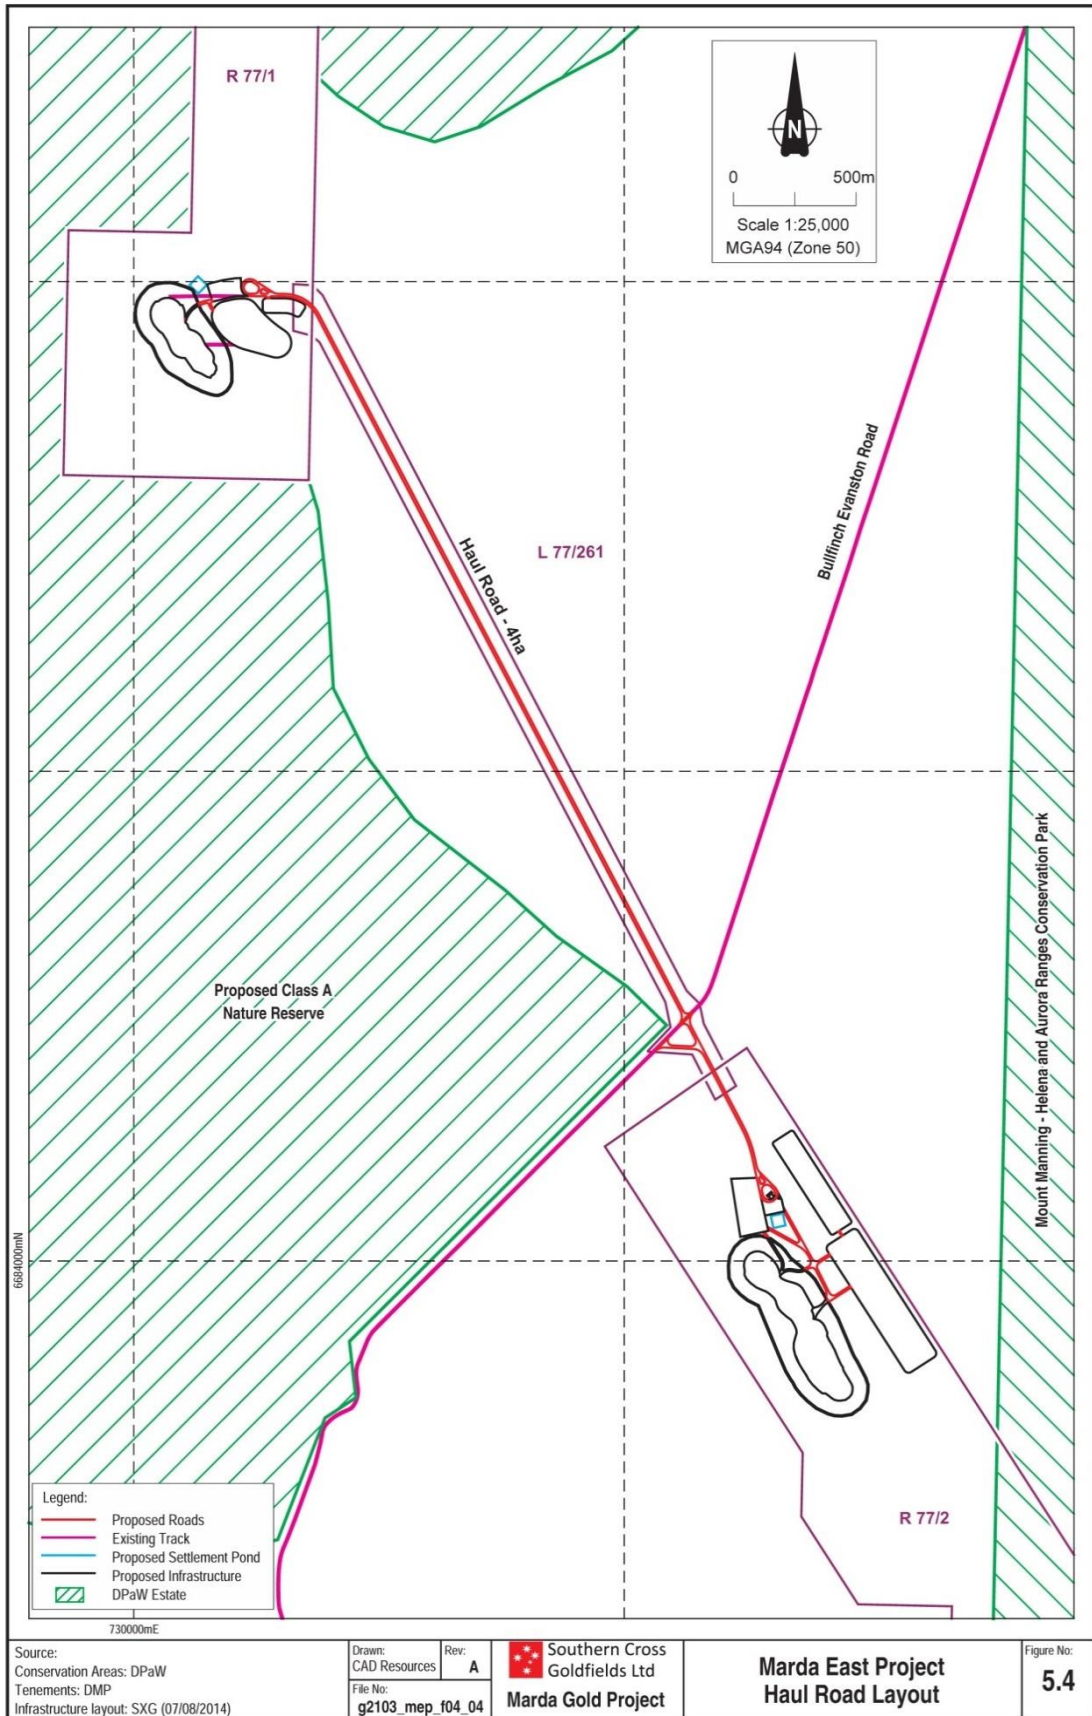 R 77/1
N
0 500m
Scale 1:25,000
MGA94 (Zone 50)
Bullfinch Evanston Road
Haul Road - 4ha
L 77/261
Mount Manning - Helena and Aurora Ranges Conservation Park
Proposed Class A
Nature Reserve
6684000mN
R 77/2
Legend:
Proposed Roads
Existing Track
Proposed Settlement Pond
Proposed Infrastructure
DPaW Estate
730000mE
Source:
Conservation Areas: DPaW
Tenements: DMP
Infrastructure layout: SXG (07/08/2014)
Drawn:
CAD Resources
Rev:
A
File No:
g2103_mep_f04_04
Southern Cross
Goldfields Ltd
Marda Gold Project
Marda East Project
Haul Road Layout
Figure No:
5.4